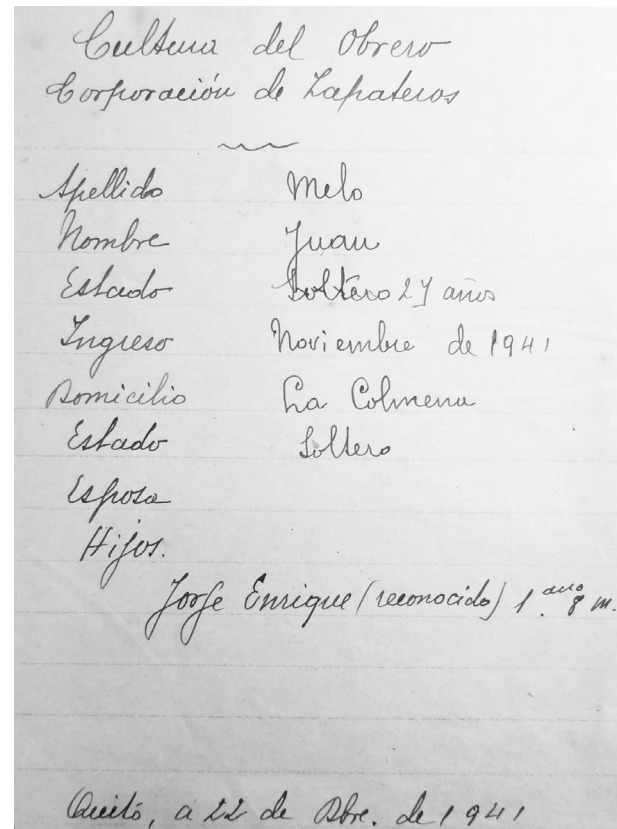 Cultura del Obrero
Corporación de Zapateros
Apellido Melo
Nombre Juan
Estado Soltero 27 años
Ingreso Noviembre de 1941
Domicilio La Colmena
Estado Soltero
Esposa
Hijos.
Jorge Enrique (reconocido) 1 año 8 m.
Quito, a 22 de Dbre. de 1941